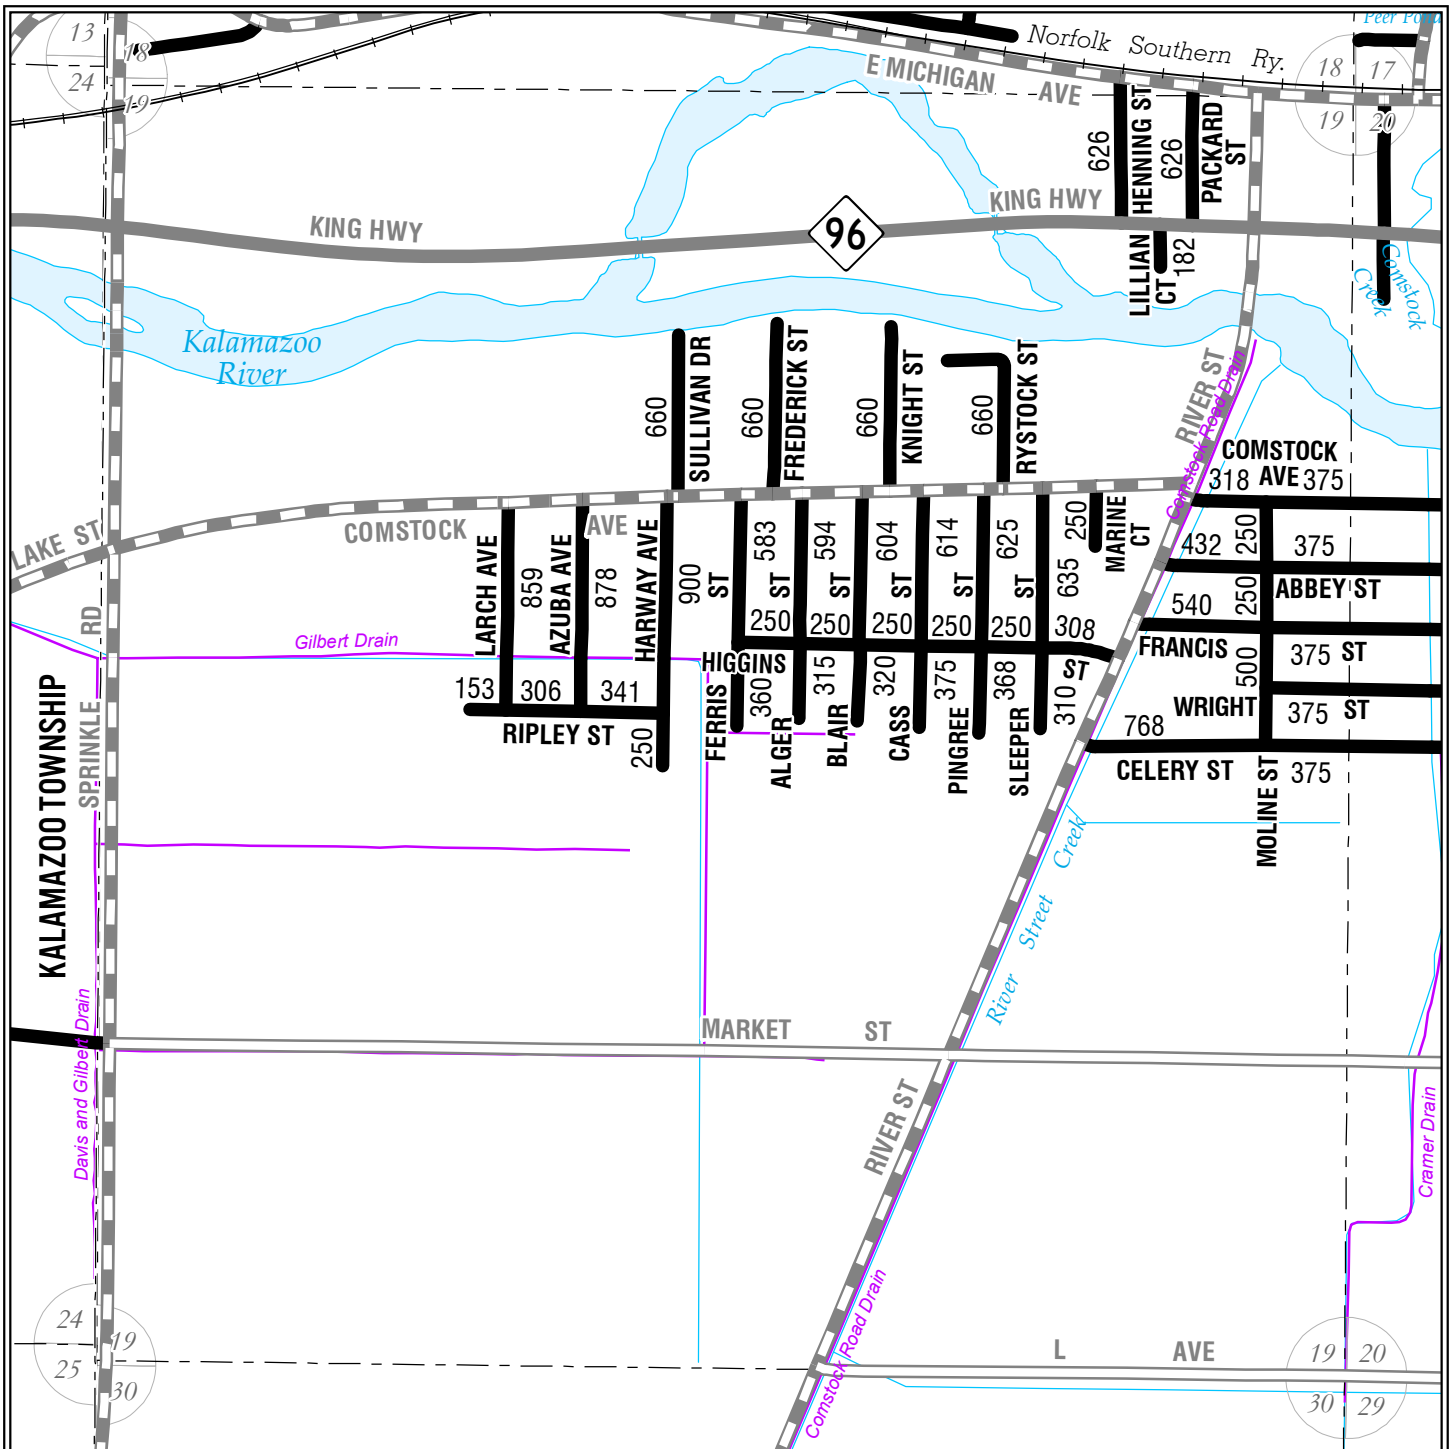 Peer Pond
13
18
24
19
Norfolk Southern Ry.
18
17
19
20
E MICHIGAN AVE
626
HENNING ST
626
PACKARD ST
KING HWY
KING HWY
96
LILLIAN CT
182
Comstock Creek
Kalamazoo
River
660
SULLIVAN DR
660
FREDERICK ST
660
KNIGHT ST
660
RYSTOCK ST
RIVER ST
Comstock Road Drain
COMSTOCK
AVE
318
375
LAKE ST
COMSTOCK AVE
LARCH AVE
859
AZUBA AVE
878
HARWAY AVE
900
FERRIS ST
583
ALGER ST
594
BLAIR ST
604
CASS ST
614
PINGREE ST
625
SLEEPER ST
635
250
MARINE CT
432
250
375
ABBEY ST
250
540
FRANCIS ST
375
500
WRIGHT ST
375
768
CELERY ST
375
MOLINE ST
250
250
250
250
250
308
HIGGINS ST
360
315
320
375
368
310
Gilbert Drain
153
306
341
RIPLEY ST
250
SPRINKLE RD
KALAMAZOO TOWNSHIP
River Street Creek
MARKET ST
Davis and Gilbert Drain
RIVER ST
Cramer Drain
Comstock Road Drain
L AVE
24
19
25
30
19
20
30
29